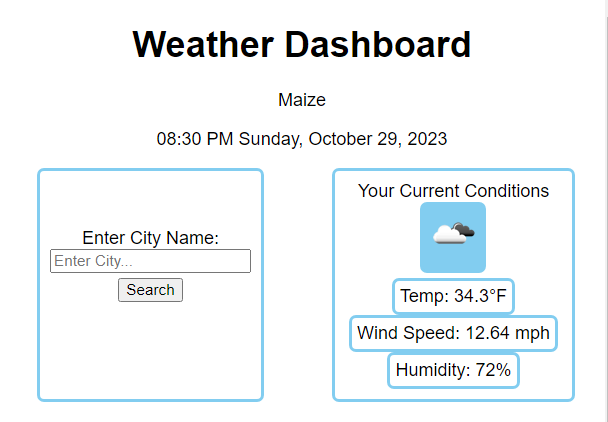 Weather Dashboard
Maize
08:30 PM Sunday, October 29, 2023
Enter City Name:
Enter City...
Search
Your Current Conditions
Temp: 34.3°F
Wind Speed: 12.64 mph
Humidity: 72%